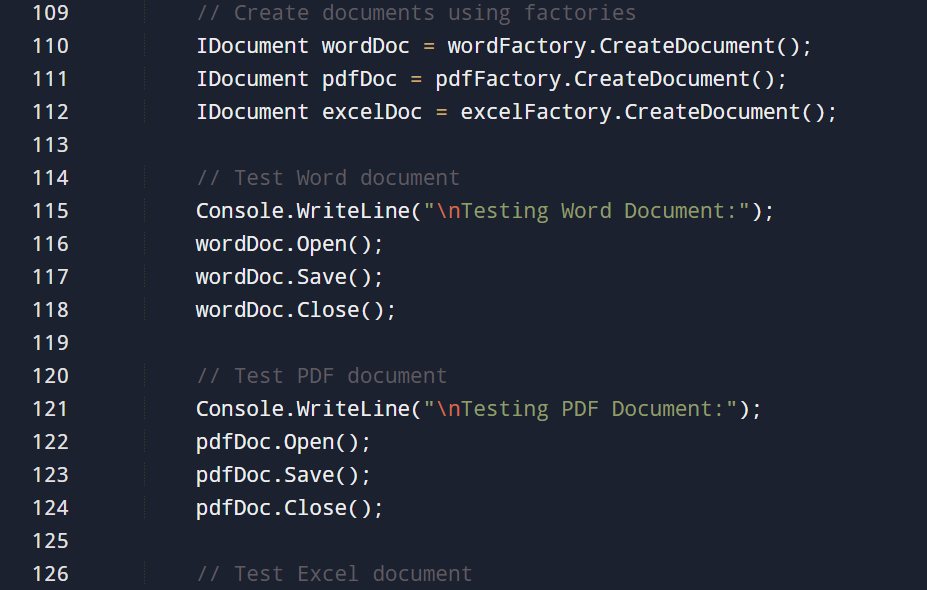 109 // Create documents using factories
110 IDocument wordDoc = wordFactory.CreateDocument();
111 IDocument pdfDoc = pdfFactory.CreateDocument();
112 IDocument excelDoc = excelFactory.CreateDocument();
113
114 // Test Word document
115 Console.WriteLine("\nTesting Word Document:");
116 wordDoc.Open();
117 wordDoc.Save();
118 wordDoc.Close();
119
120 // Test PDF document
121 Console.WriteLine("\nTesting PDF Document:");
122 pdfDoc.Open();
123 pdfDoc.Save();
124 pdfDoc.Close();
125
126 // Test Excel document